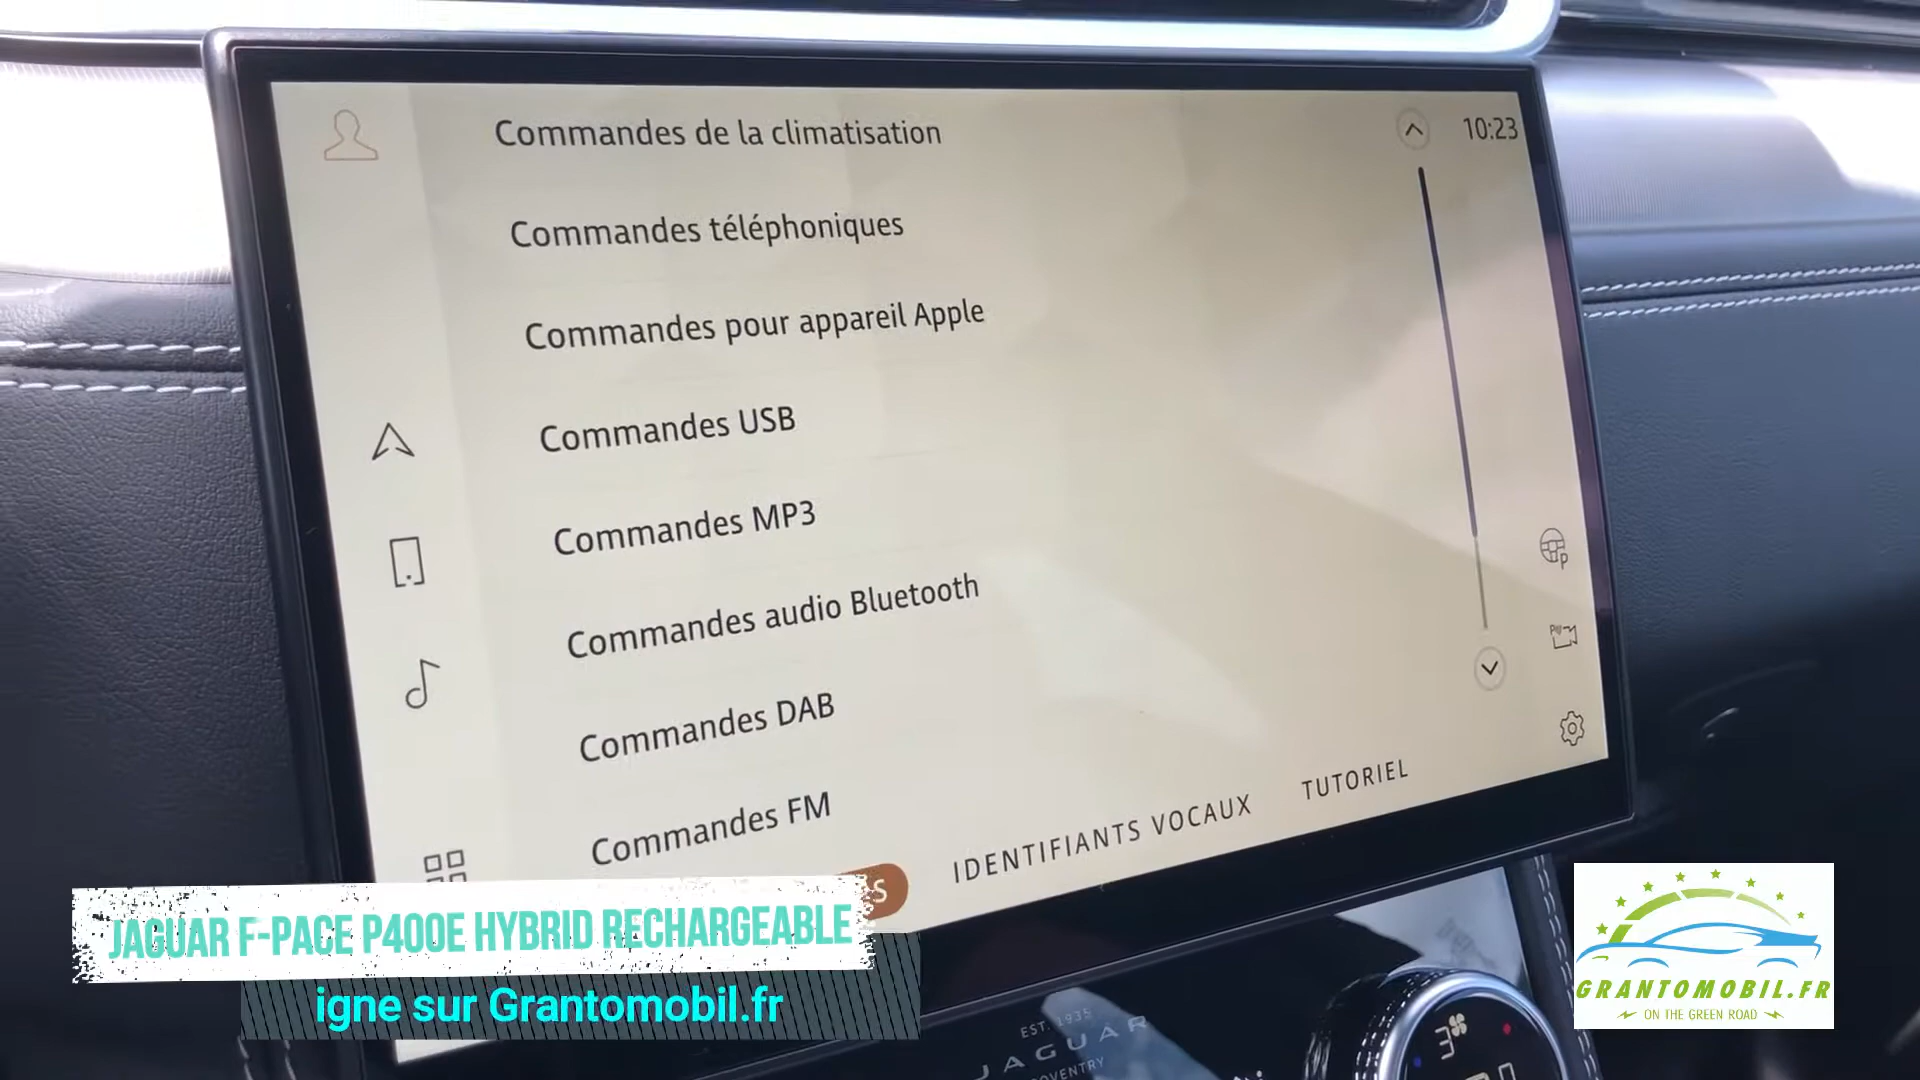 Commandes de la climatisation
10:23
Commandes téléphoniques
Commandes pour appareil Apple
Commandes USB
Commandes MP3
Commandes audio Bluetooth
Commandes DAB
Commandes FM
IDENTIFIANTS VOCAUX
TUTORIEL
JAGUAR F-PACE P400E HYBRID RECHARGEABLE
igne sur Grantomobil.fr
EST. 1935
JAGUAR
COVENTRY
3
GRANTOMOBIL.FR
ON THE GREEN ROAD